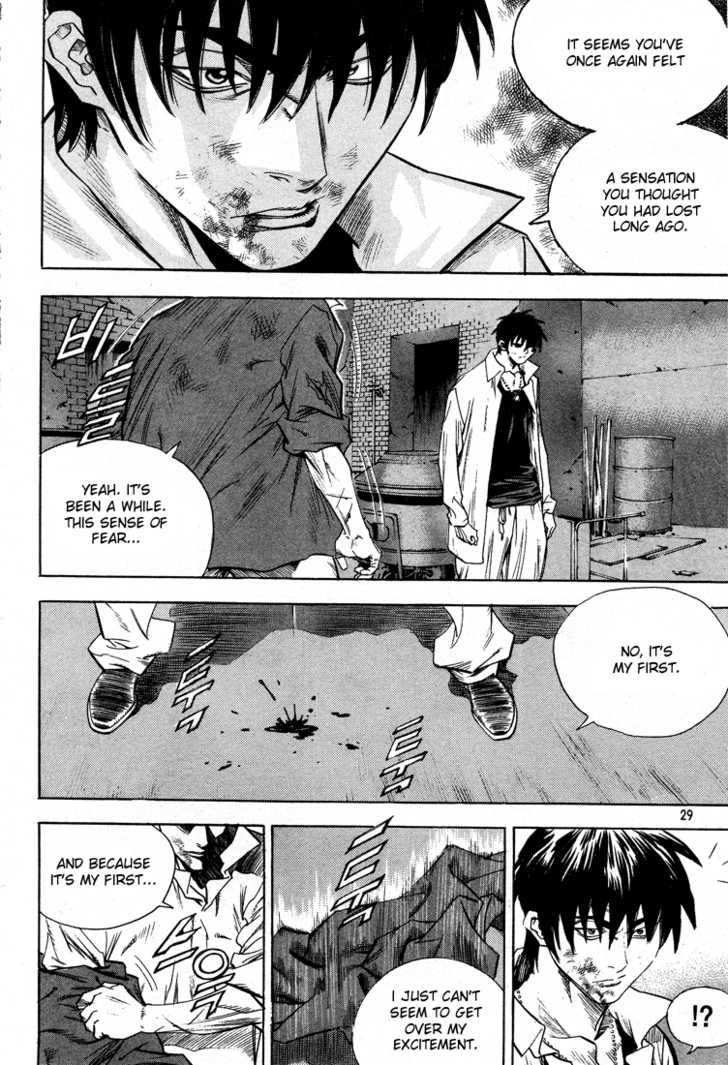 IT SEEMS YOU'VE
ONCE AGAIN FELT
A SENSATION
YOU THOUGHT
YOU HAD LOST
LONG AGO.
YEAH. IT'S
BEEN A WHILE.
THIS SENSE OF
FEAR...
NO, IT'S
MY FIRST.
29
AND BECAUSE
IT'S MY FIRST...
I JUST CAN'T
SEEM TO GET
OVER MY
EXCITEMENT.
!?